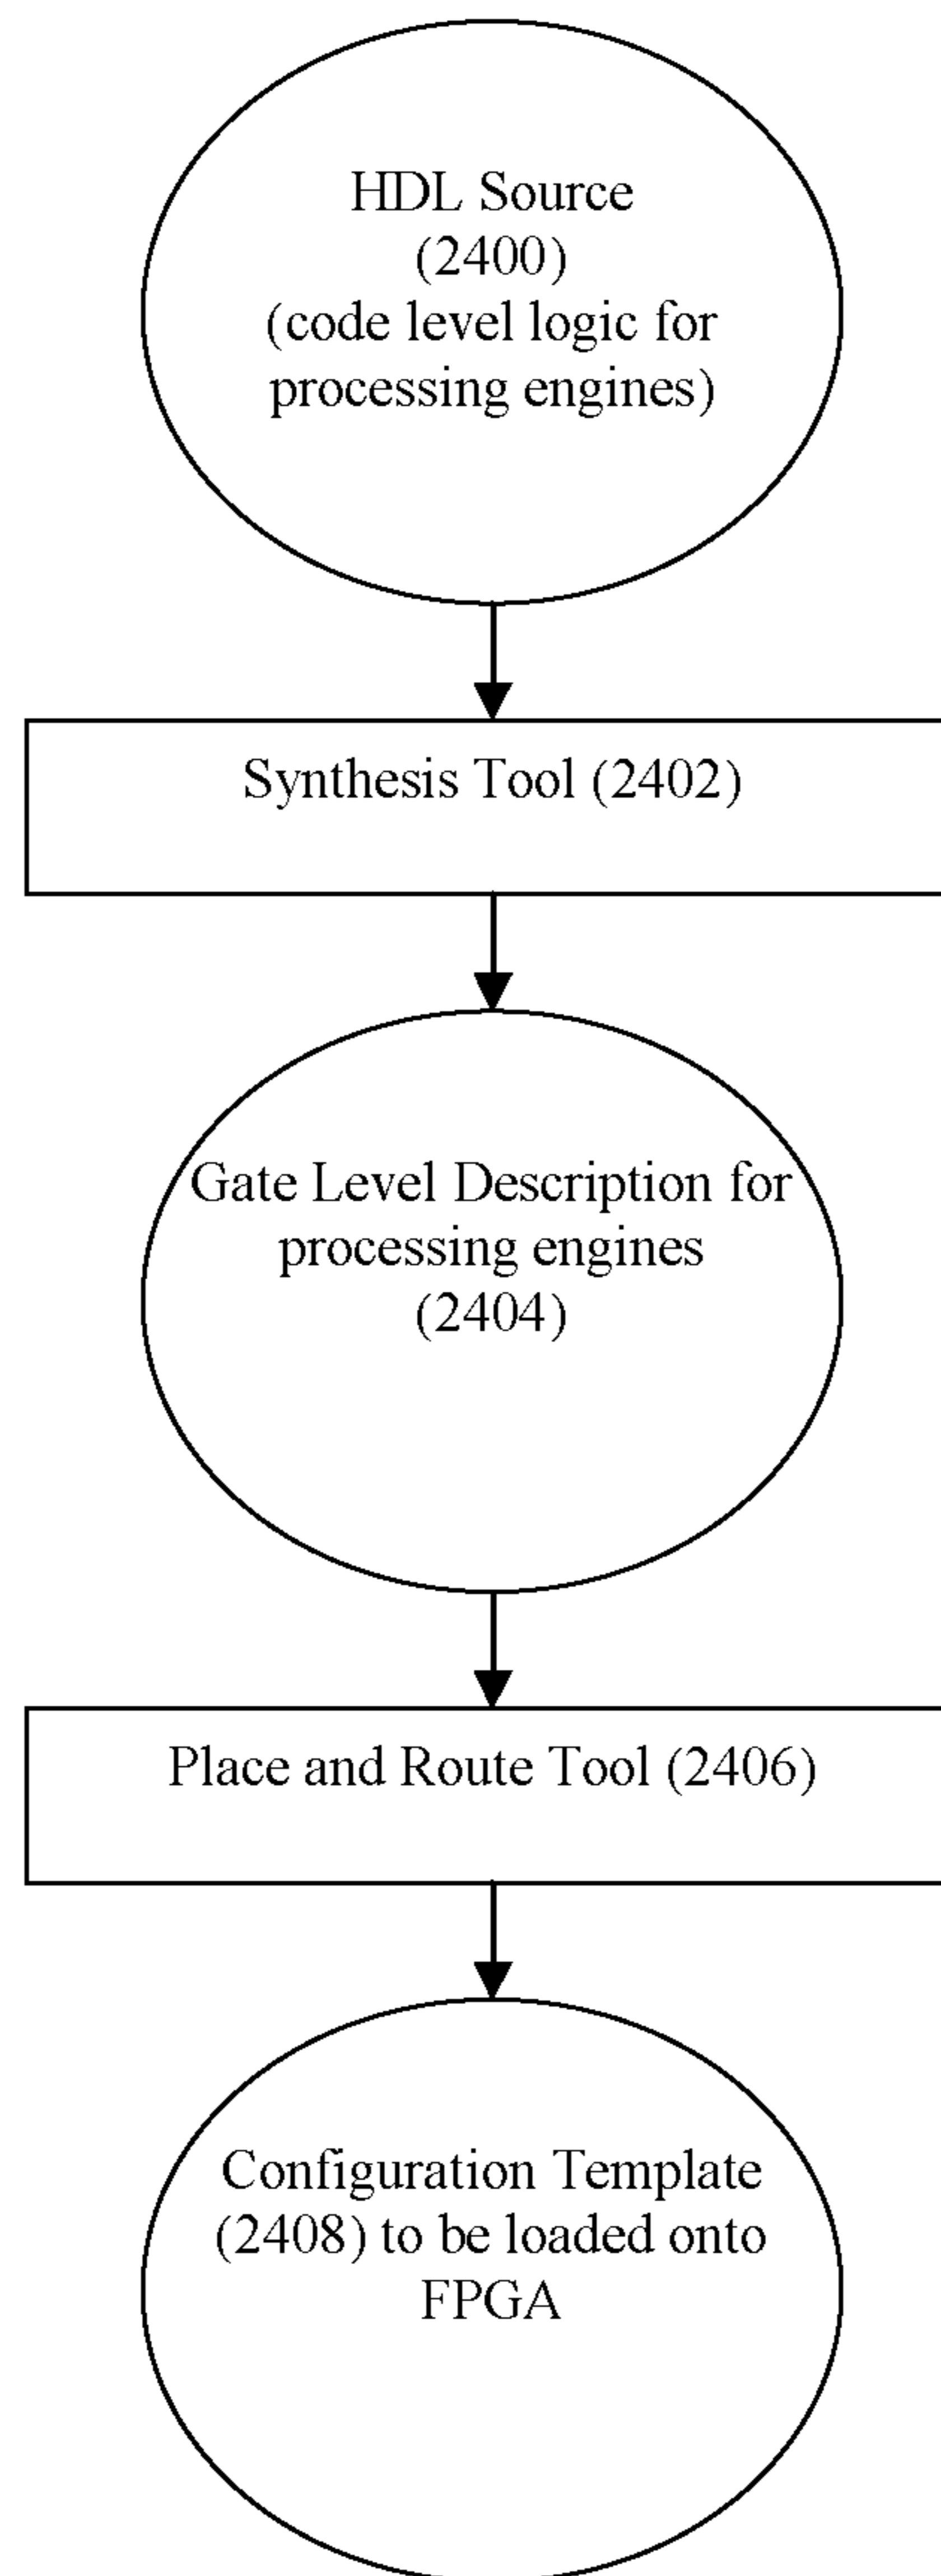 HDL Source
(2400)
(code level logic for
processing engines)
Synthesis Tool (2402)
Gate Level Description for
processing engines
(2404)
Place and Route Tool (2406)
Configuration Template
(2408) to be loaded onto
FPGA